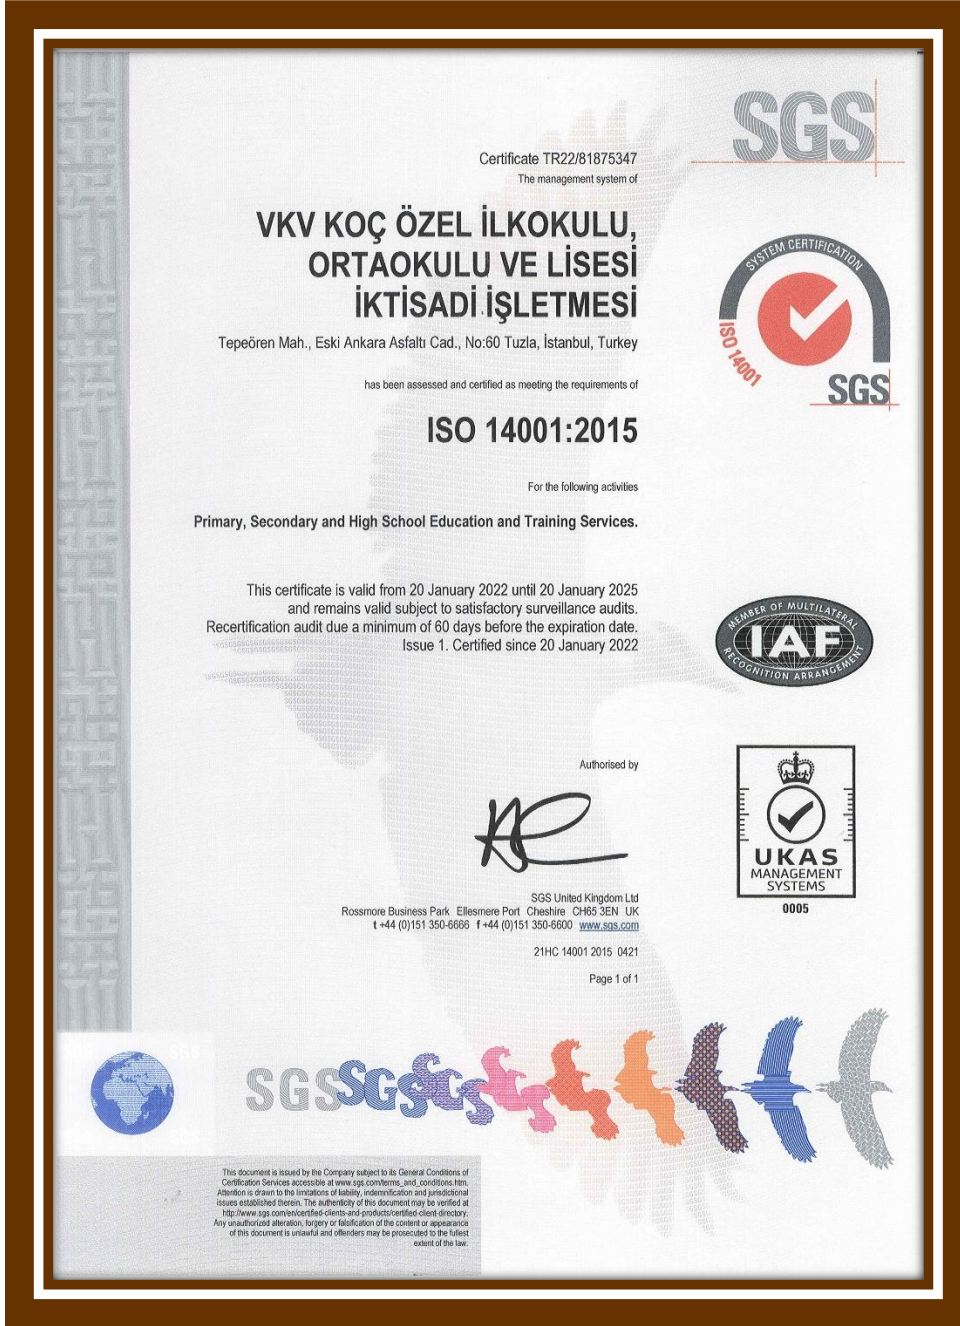 SGS
Certificate TR22/81875347
The management system of
VKV KOÇ ÖZEL İLKOKULU,
ORTAOKULU VE LİSESİ
İKTİSADİ İŞLETMESİ
Tepeören Mah., Eski Ankara Asfaltı Cad., No:60 Tuzla, İstanbul, Turkey
SYSTEM CERTIFICATION
ISO 14001
SGS
has been assessed and certified as meeting the requirements of
ISO 14001:2015
For the following activities
Primary, Secondary and High School Education and Training Services.
This certificate is valid from 20 January 2022 until 20 January 2025
and remains valid subject to satisfactory surveillance audits.
Recertification audit due a minimum of 60 days before the expiration date.
Issue 1. Certified since 20 January 2022
MEMBER OF MULTILATERAL
IAF
RECOGNITION ARRANGEMENT
Authorised by
UKAS
MANAGEMENT
SYSTEMS
0005
SGS United Kingdom Ltd
Rossmore Business Park Ellesmere Port Cheshire CH65 3EN UK
t +44 (0)151 350-6666 f +44 (0)151 350-6600 www.sgs.com
21HC 14001 2015 0421
Page 1 of 1
SGS SGS SGS
This document is issued by the Company subject to its General Conditions of
Certification Services accessible at www.sgs.com/terms_and_conditions.htm.
Attention is drawn to the limitations of liability, indemnification and jurisdictional
issues established therein. The authenticity of this document may be verified at
http://www.sgs.com/en/certified-clients-and-products/certified-client-directory.
Any unauthorized alteration, forgery or falsification of the content or appearance
of this document is unlawful and offenders may be prosecuted to the fullest
extent of the law.